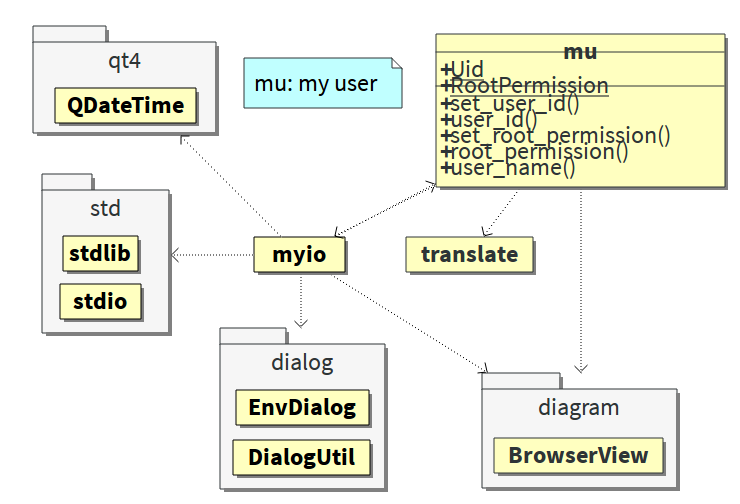 qt4
QDateTime
mu: my user
mu
+Uid
+RootPermission
+set_user_id()
+user_id()
+set_root_permission()
+root_permission()
+user_name()
std
stdlib
stdio
myio
translate
dialog
EnvDialog
DialogUtil
diagram
BrowserView